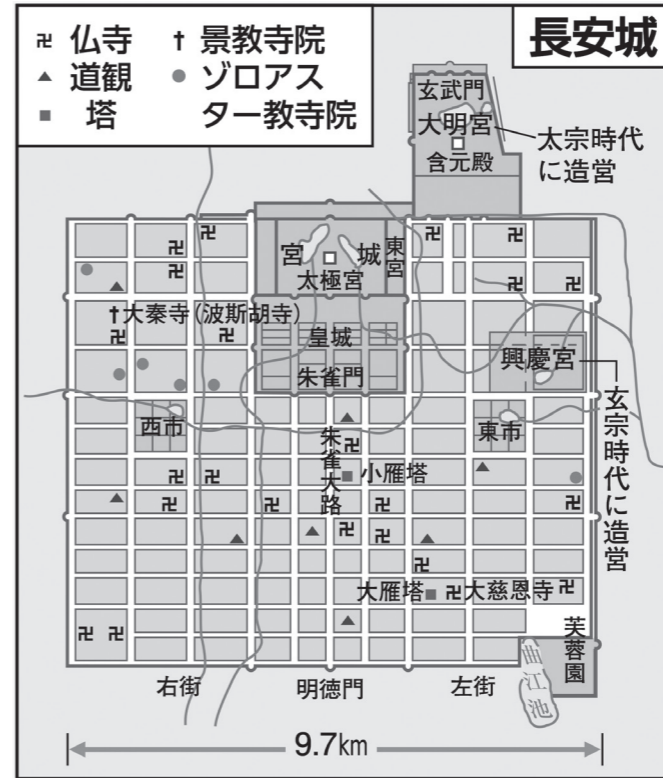 長安城
卍 仏寺
† 景教寺院
▲ 道観
● ゾロアス
ター教寺院
■ 塔
玄武門
大明宮
含元殿
太宗時代
に造営
宮
城
東宮
太極宮
†大秦寺(波斯胡寺)
皇城
朱雀門
興慶宮
玄宗時代に造営
西市
東市
朱雀大路
小雁塔
大雁塔
大慈恩寺
芙蓉園
曲江池
右街
明徳門
左街
9.7km